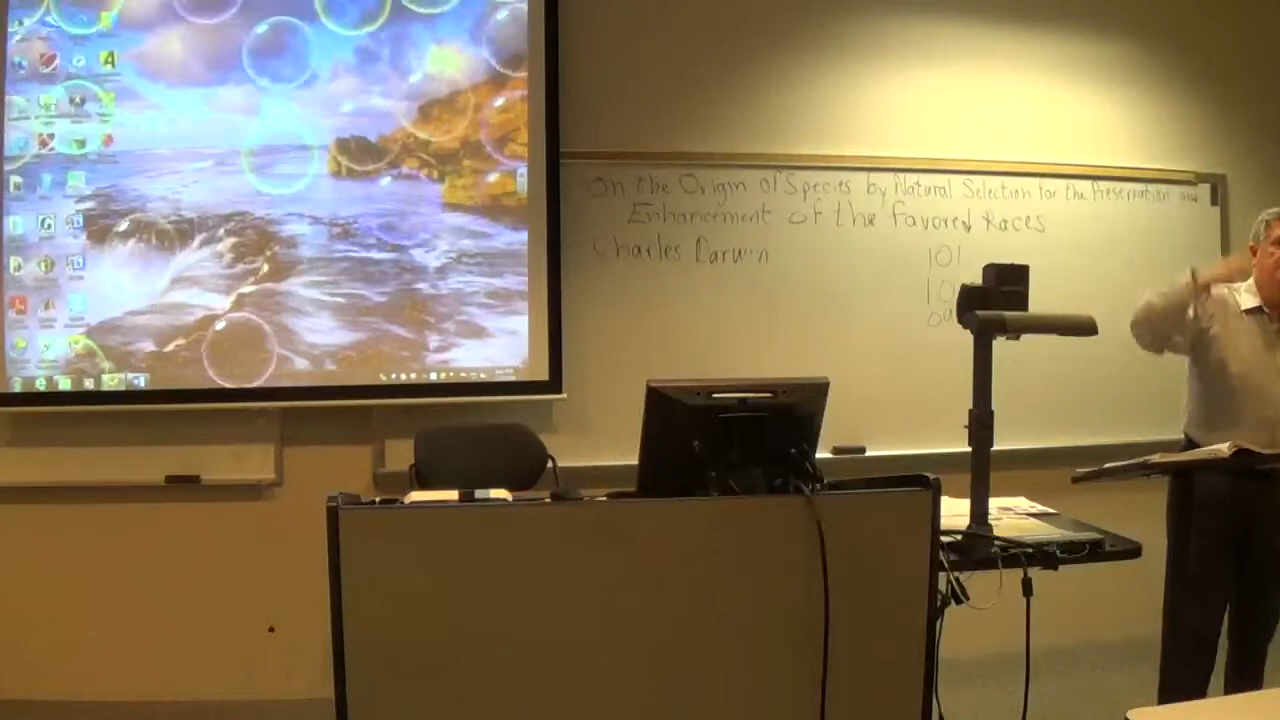 On the Origin of Species by Natural Selection for the Preservation and
Enhancement of the favored Races
Charles Darwin
101